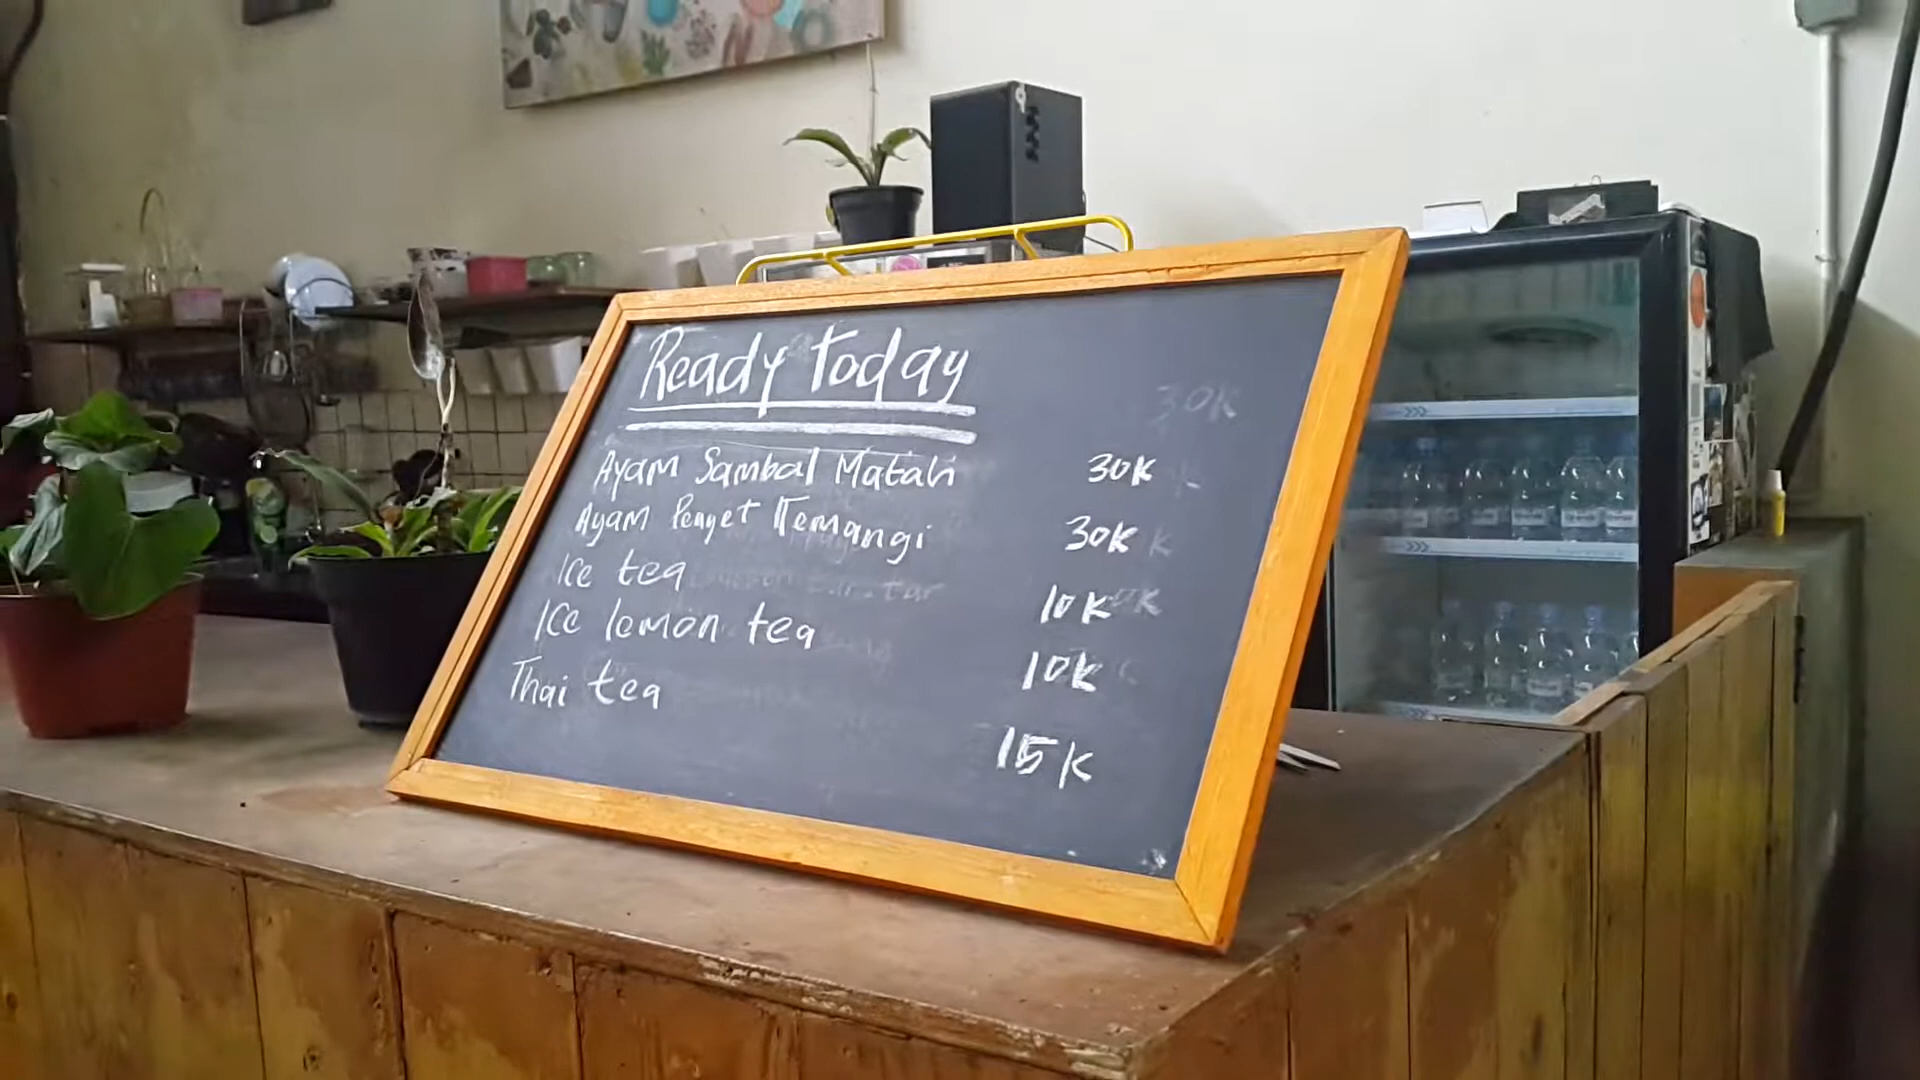 Ready today
Ayam Sambal Matah 30K
Ayam Penyet Kemangi 30K
Ice tea 10K
Ice lemon tea 10K
Thai tea 15K